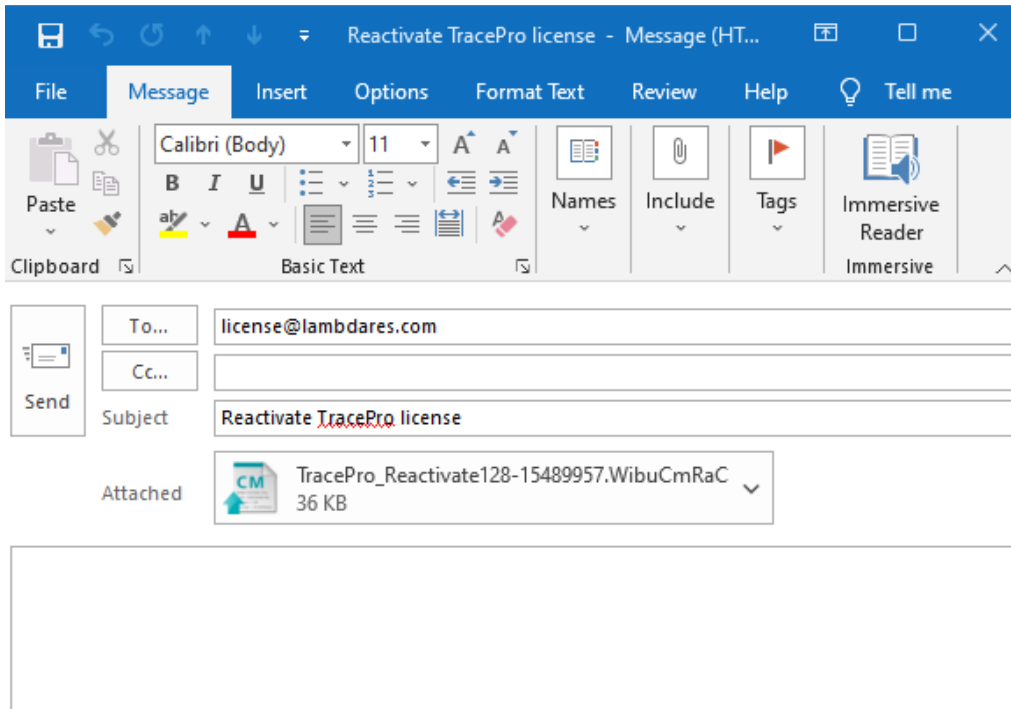 Reactivate TracePro license - Message (HT...
File Message Insert Options Format Text Review Help Tell me
Calibri (Body) 11 A A
Paste B I U Names Include Tags Immersive Reader
ab A
Clipboard Basic Text Immersive
To... license@lambdares.com
Cc...
Send
Subject Reactivate TracePro license
Attached CM TracePro_Reactivate128-15489957.WibuCmRaC
36 KB